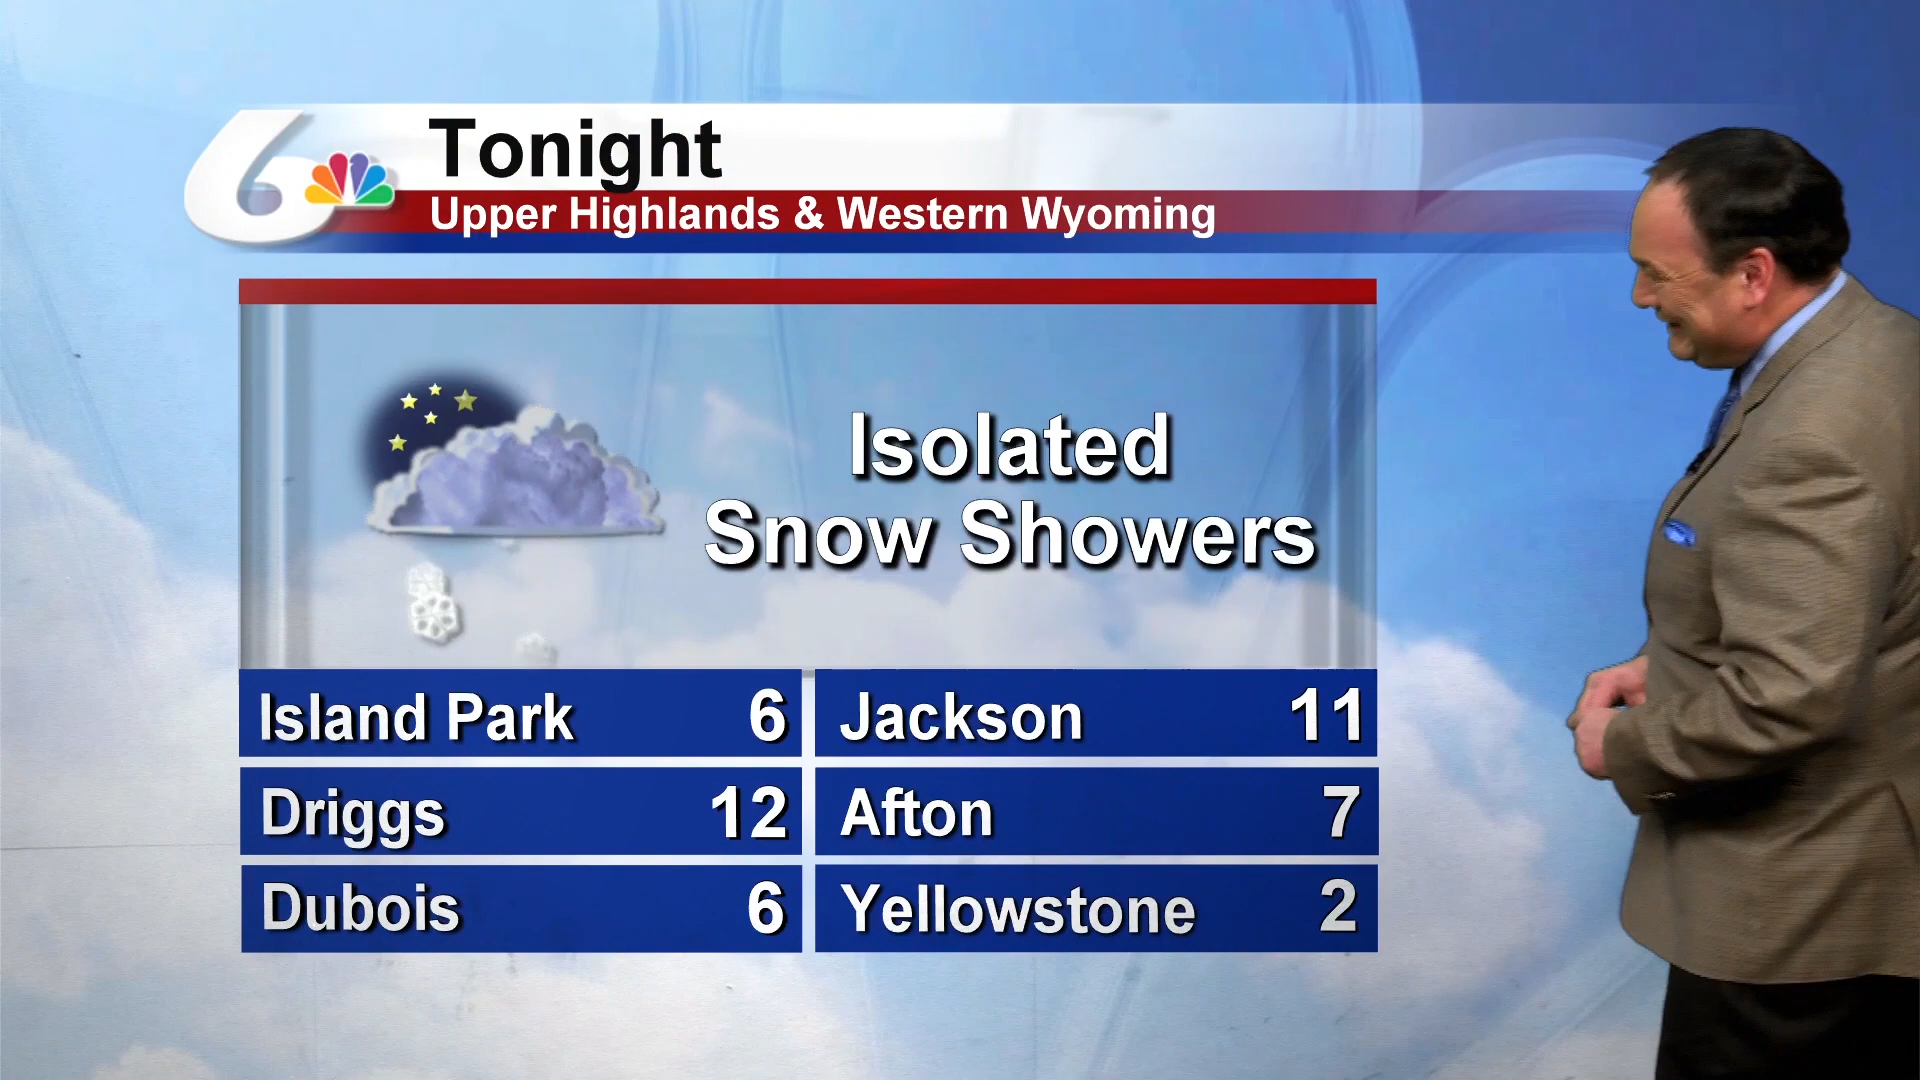 6
Tonight
Upper Highlands & Western Wyoming
Isolated
Snow Showers
Island Park 6
Jackson 11
Driggs 12
Afton 7
Dubois 6
Yellowstone 2